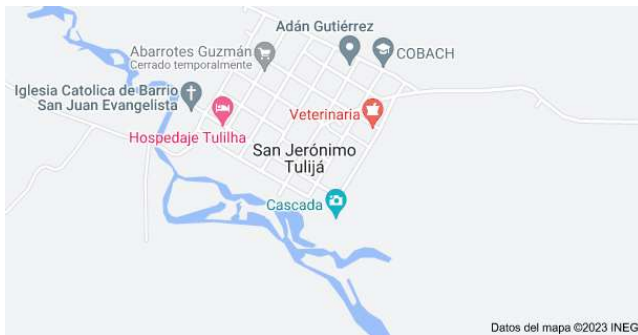 Adán Gutiérrez
COBACH
Abarrotes Guzmán
Cerrado temporalmente
Iglesia Catolica de Barrio
San Juan Evangelista
Veterinaria
Hospedaje Tulilha
San Jerónimo
Tulijá
Cascada
Datos del mapa ©2023 INEG